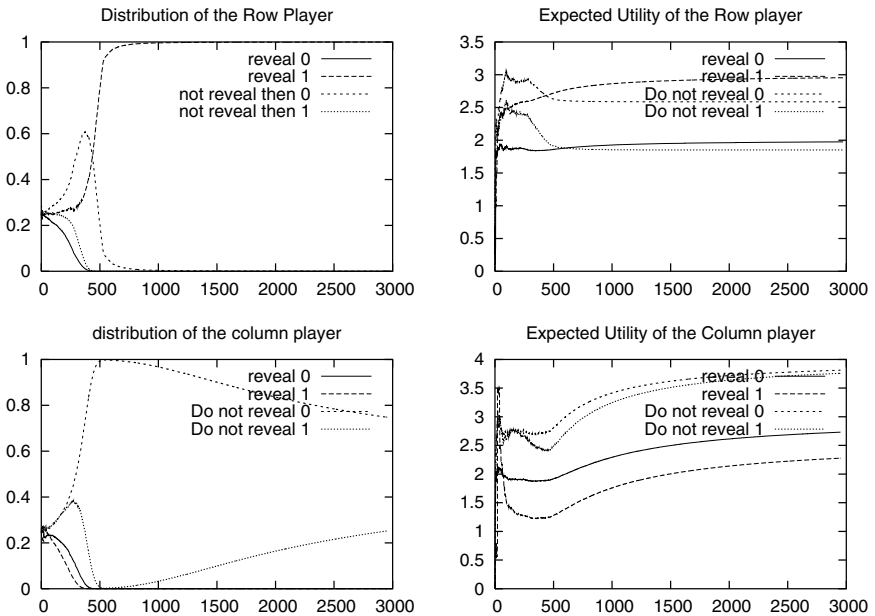 Distribution of the Row Player
1
0.8
0.6
0.4
0.2
0
0 500 1000 1500 2000 2500 3000
reveal 0
reveal 1
not reveal then 0
not reveal then 1
Expected Utility of the Row player
3.5
3
2.5
2
1.5
1
0.5
0
0 500 1000 1500 2000 2500 3000
reveal 0
reveal 1
Do not reveal 0
Do not reveal 1
distribution of the column player
1
0.8
0.6
0.4
0.2
0
0 500 1000 1500 2000 2500 3000
reveal 0
reveal 1
Do not reveal 0
Do not reveal 1
Expected Utility of the Column player
4
3.5
3
2.5
2
1.5
1
0.5
0
0 500 1000 1500 2000 2500 3000
reveal 0
reveal 1
Do not reveal 0
Do not reveal 1